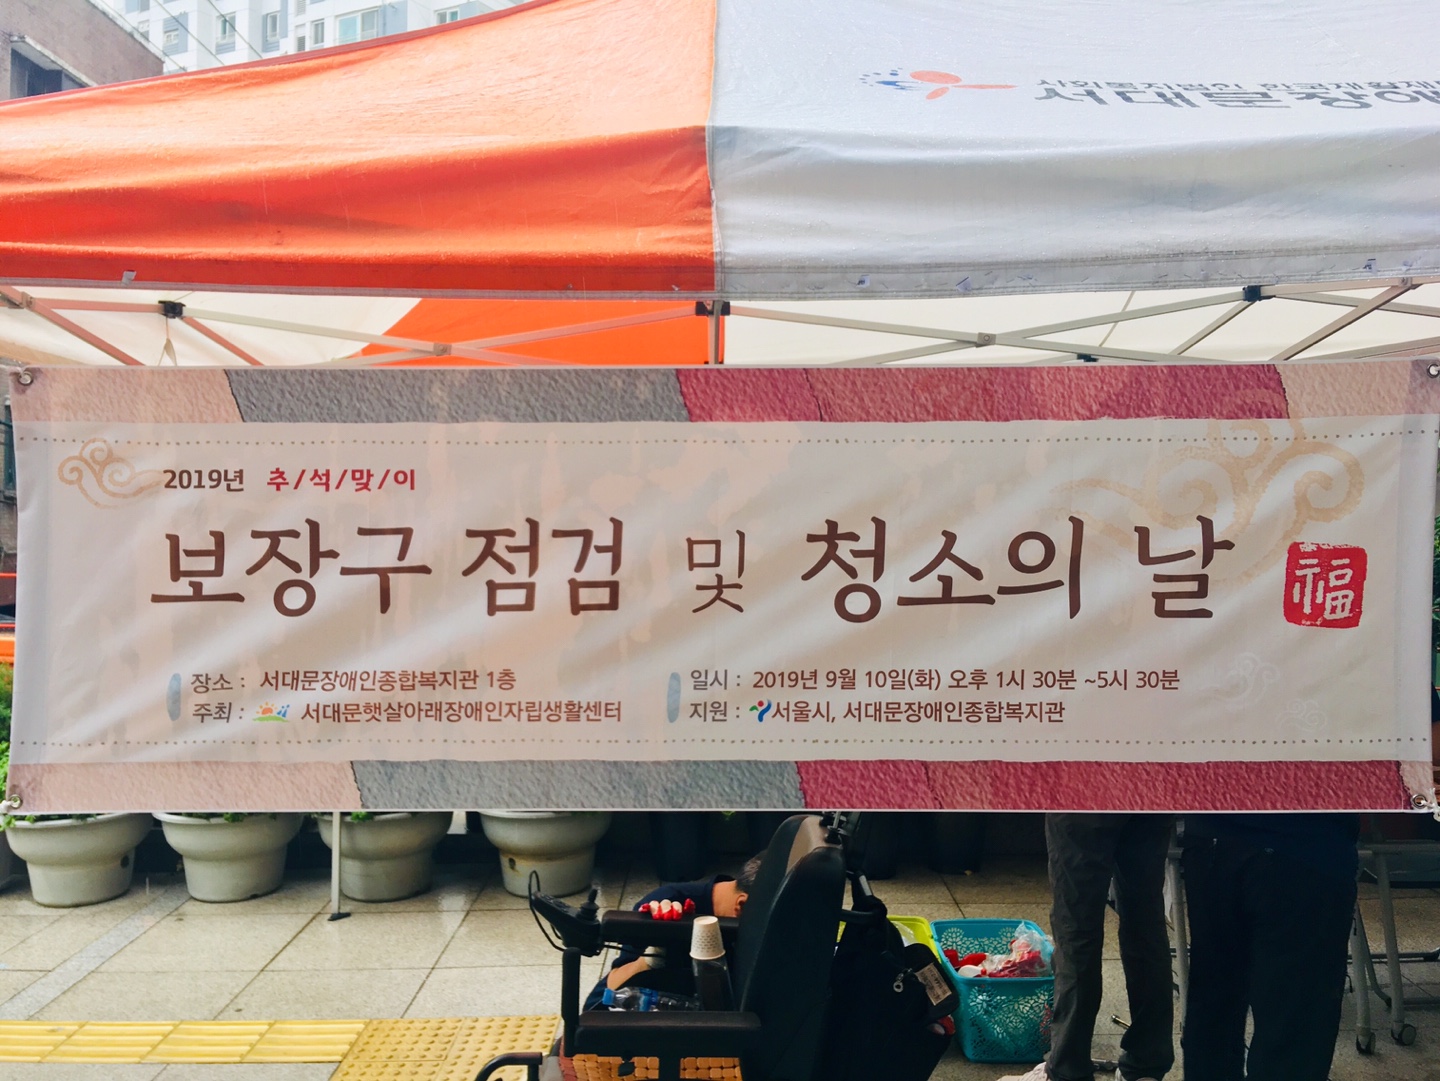 서대문장애
2019년 추/석/맞/이
보장구 점검 및 청소의 날
福
장소 : 서대문장애인종합복지관 1층
일시 : 2019년 9월 10일(화) 오후 1시 30분 ~5시 30분
주최 : 서대문햇살아래장애인자립생활센터
지원 : 서울시, 서대문장애인종합복지관